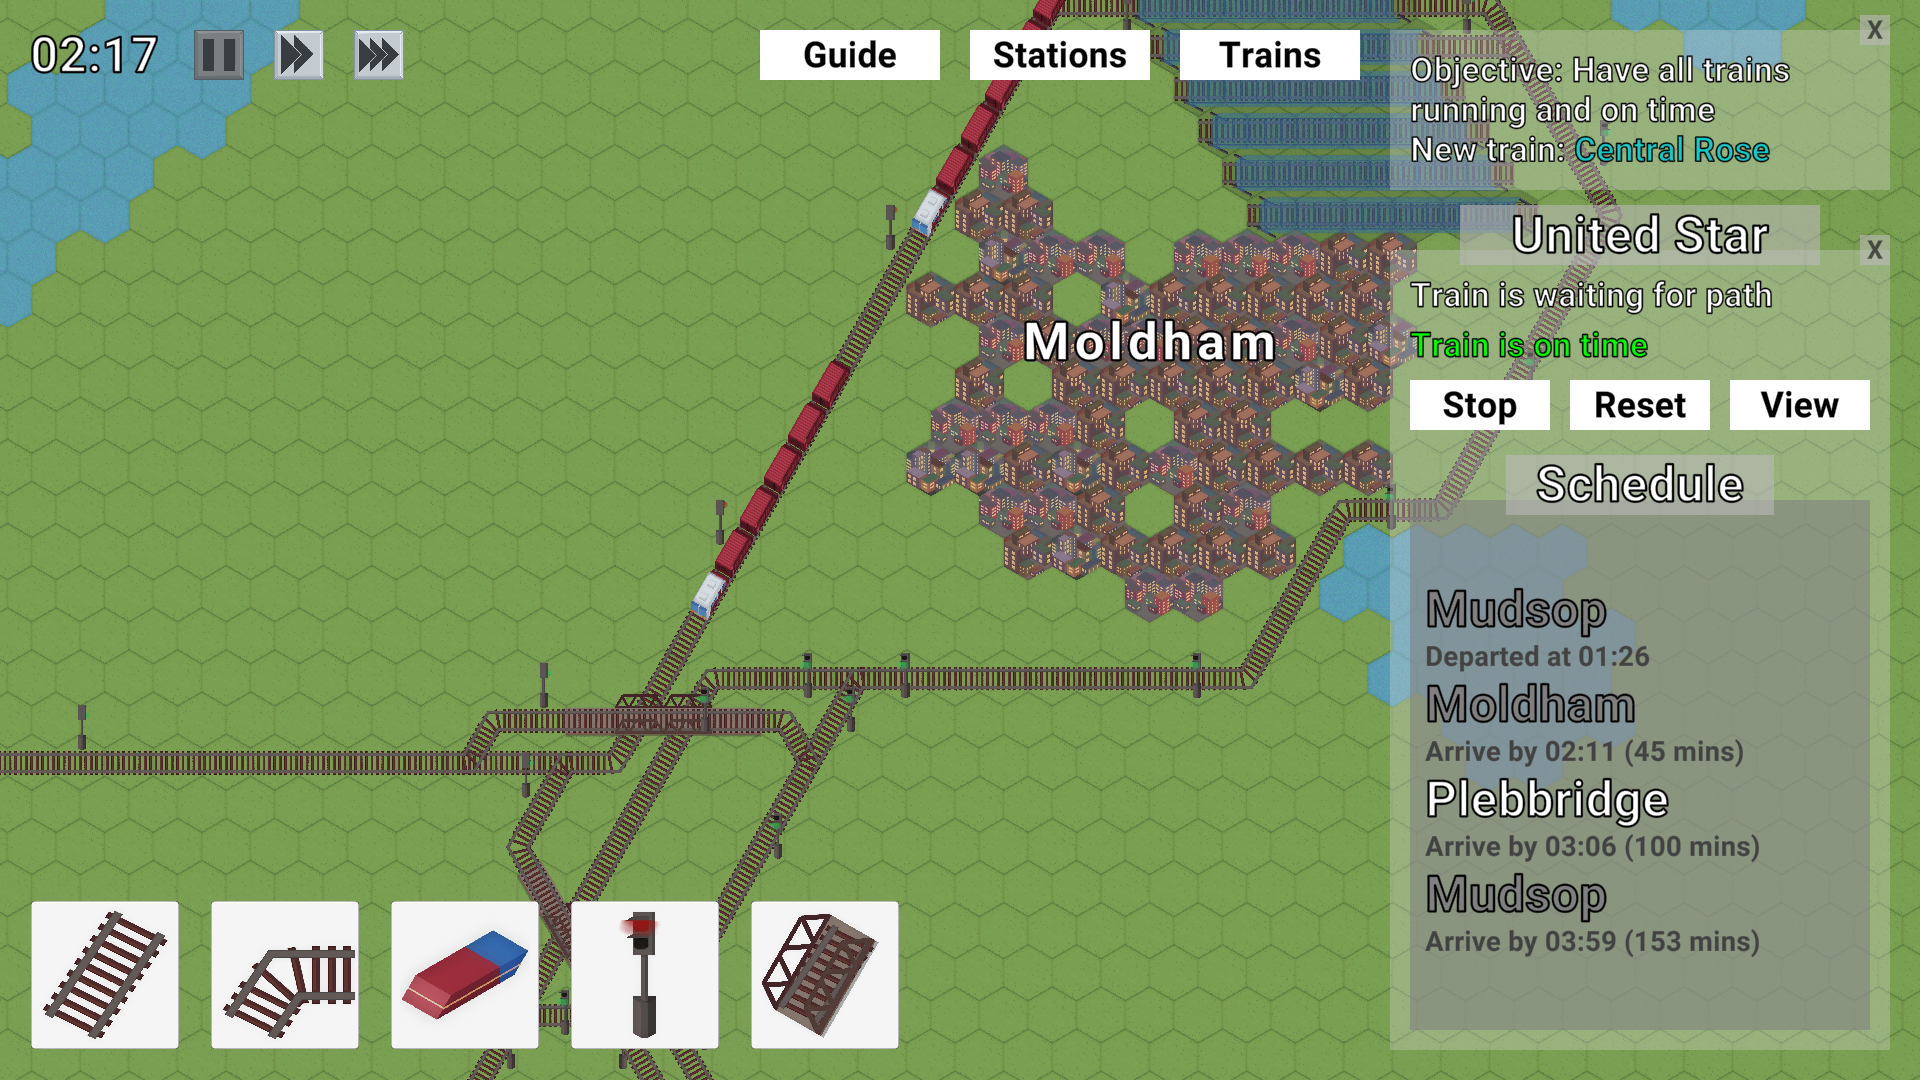 02:17
Guide
Stations
Trains
X
Objective: Have all trains
running and on time
New train: Central Rose
United Star
X
Train is waiting for path
Train is on time
Stop
Reset
View
Moldham
Schedule
Mudsop
Departed at 01:26
Moldham
Arrive by 02:11 (45 mins)
Plebbridge
Arrive by 03:06 (100 mins)
Mudsop
Arrive by 03:59 (153 mins)